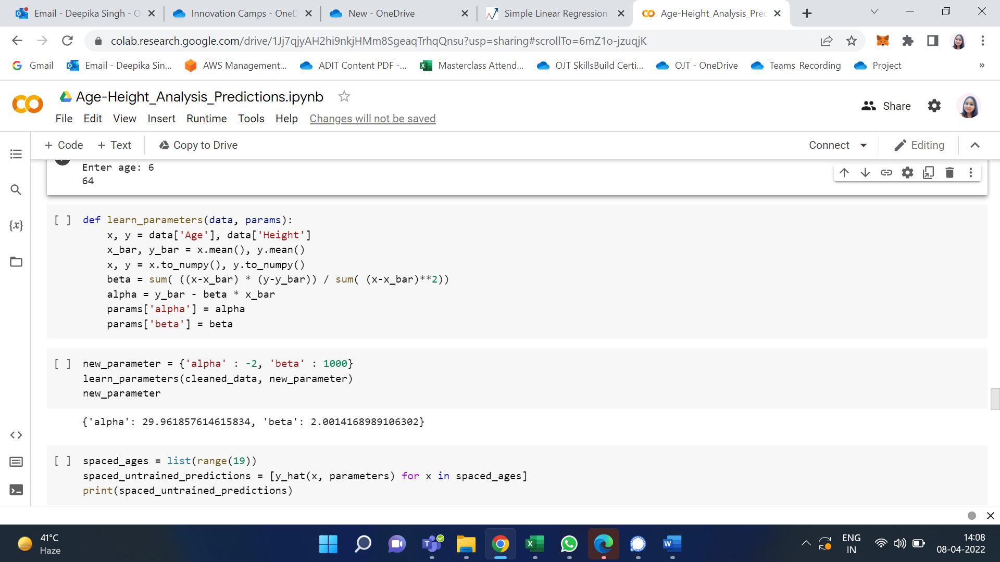 Email - Deepika Singh - O
Innovation Camps - OneD
New - OneDrive
Simple Linear Regression
Age-Height_Analysis_Prec
colab.research.google.com/drive/1Jj7qjyAH2hi9nkjHMm8SgeaqTrhqQnsu?usp=sharing#scrollTo=6mZ1o-jzuqjK
Gmail
Email - Deepika Sin...
AWS Management...
ADIT Content PDF -...
Masterclass Attend...
OJT SkillsBuild Certi...
OJT - OneDrive
Teams_Recording
Project
»
Age-Height_Analysis_Predictions.ipynb
Share
File Edit View Insert Runtime Tools Help Changes will not be saved
+ Code + Text Copy to Drive
Connect
Editing
Enter age: 6
64
[ ] def learn_parameters(data, params):
x, y = data['Age'], data['Height']
x_bar, y_bar = x.mean(), y.mean()
x, y = x.to_numpy(), y.to_numpy()
beta = sum( ((x-x_bar) * (y-y_bar)) / sum( (x-x_bar)**2))
alpha = y_bar - beta * x_bar
params['alpha'] = alpha
params['beta'] = beta
[ ] new_parameter = {'alpha' : -2, 'beta' : 1000}
learn_parameters(cleaned_data, new_parameter)
new_parameter
{'alpha': 29.961857614615834, 'beta': 2.00141689891063​02}
[ ] spaced_ages = list(range(19))
spaced_untrained_predictions = [y_hat(x, parameters) for x in spaced_ages]
print(spaced_untrained_predictions)
41°C
Haze
ENG
IN
14:08
08-04-2022